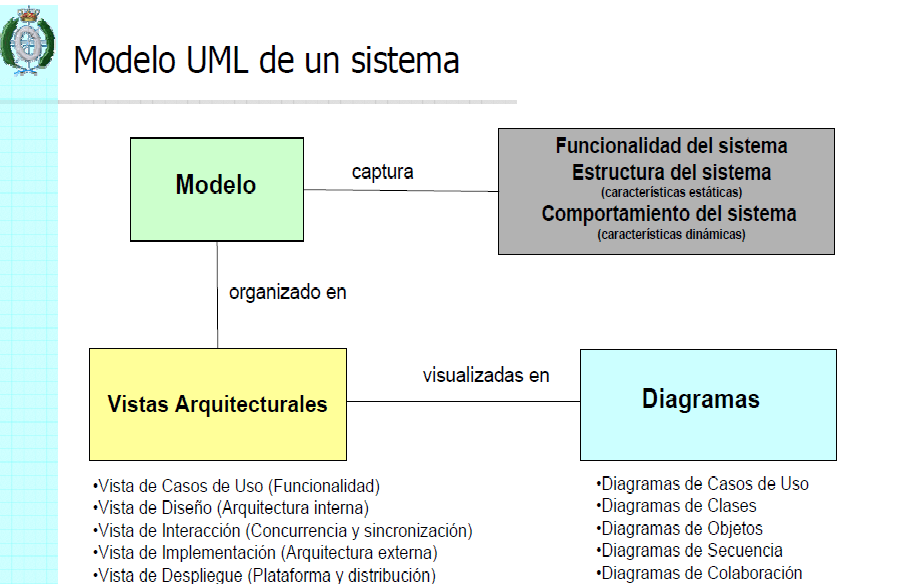 Modelo UML de un sistema
Modelo
captura
Funcionalidad del sistema
Estructura del sistema
(características estáticas)
Comportamiento del sistema
(características dinámicas)
organizado en
Vistas Arquitecturales
visualizadas en
Diagramas
•Vista de Casos de Uso (Funcionalidad)
•Vista de Diseño (Arquitectura interna)
•Vista de Interacción (Concurrencia y sincronización)
•Vista de Implementación (Arquitectura externa)
•Vista de Despliegue (Plataforma y distribución)
•Diagramas de Casos de Uso
•Diagramas de Clases
•Diagramas de Objetos
•Diagramas de Secuencia
•Diagramas de Colaboración